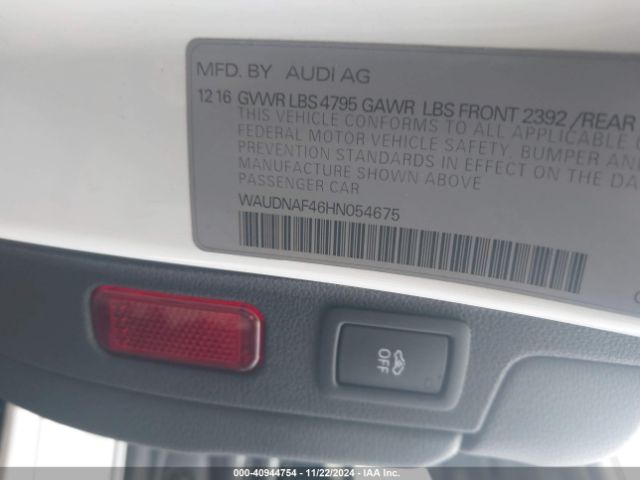 MFD. BY AUDI AG
12 16 GVWR LBS 4795 GAWR LBS FRONT 2392 /REAR
THIS VEHICLE CONFORMS TO ALL APPLICABLE
FEDERAL MOTOR VEHICLE SAFETY, BUMPER AND
PREVENTION STANDARDS IN EFFECT ON THE DA
MANUFACTURE SHOWN ABOVE
PASSENGER CAR
WAUDNAF46HN054675
OFF
000-40944754 - 11/22/2024 - IAA Inc.